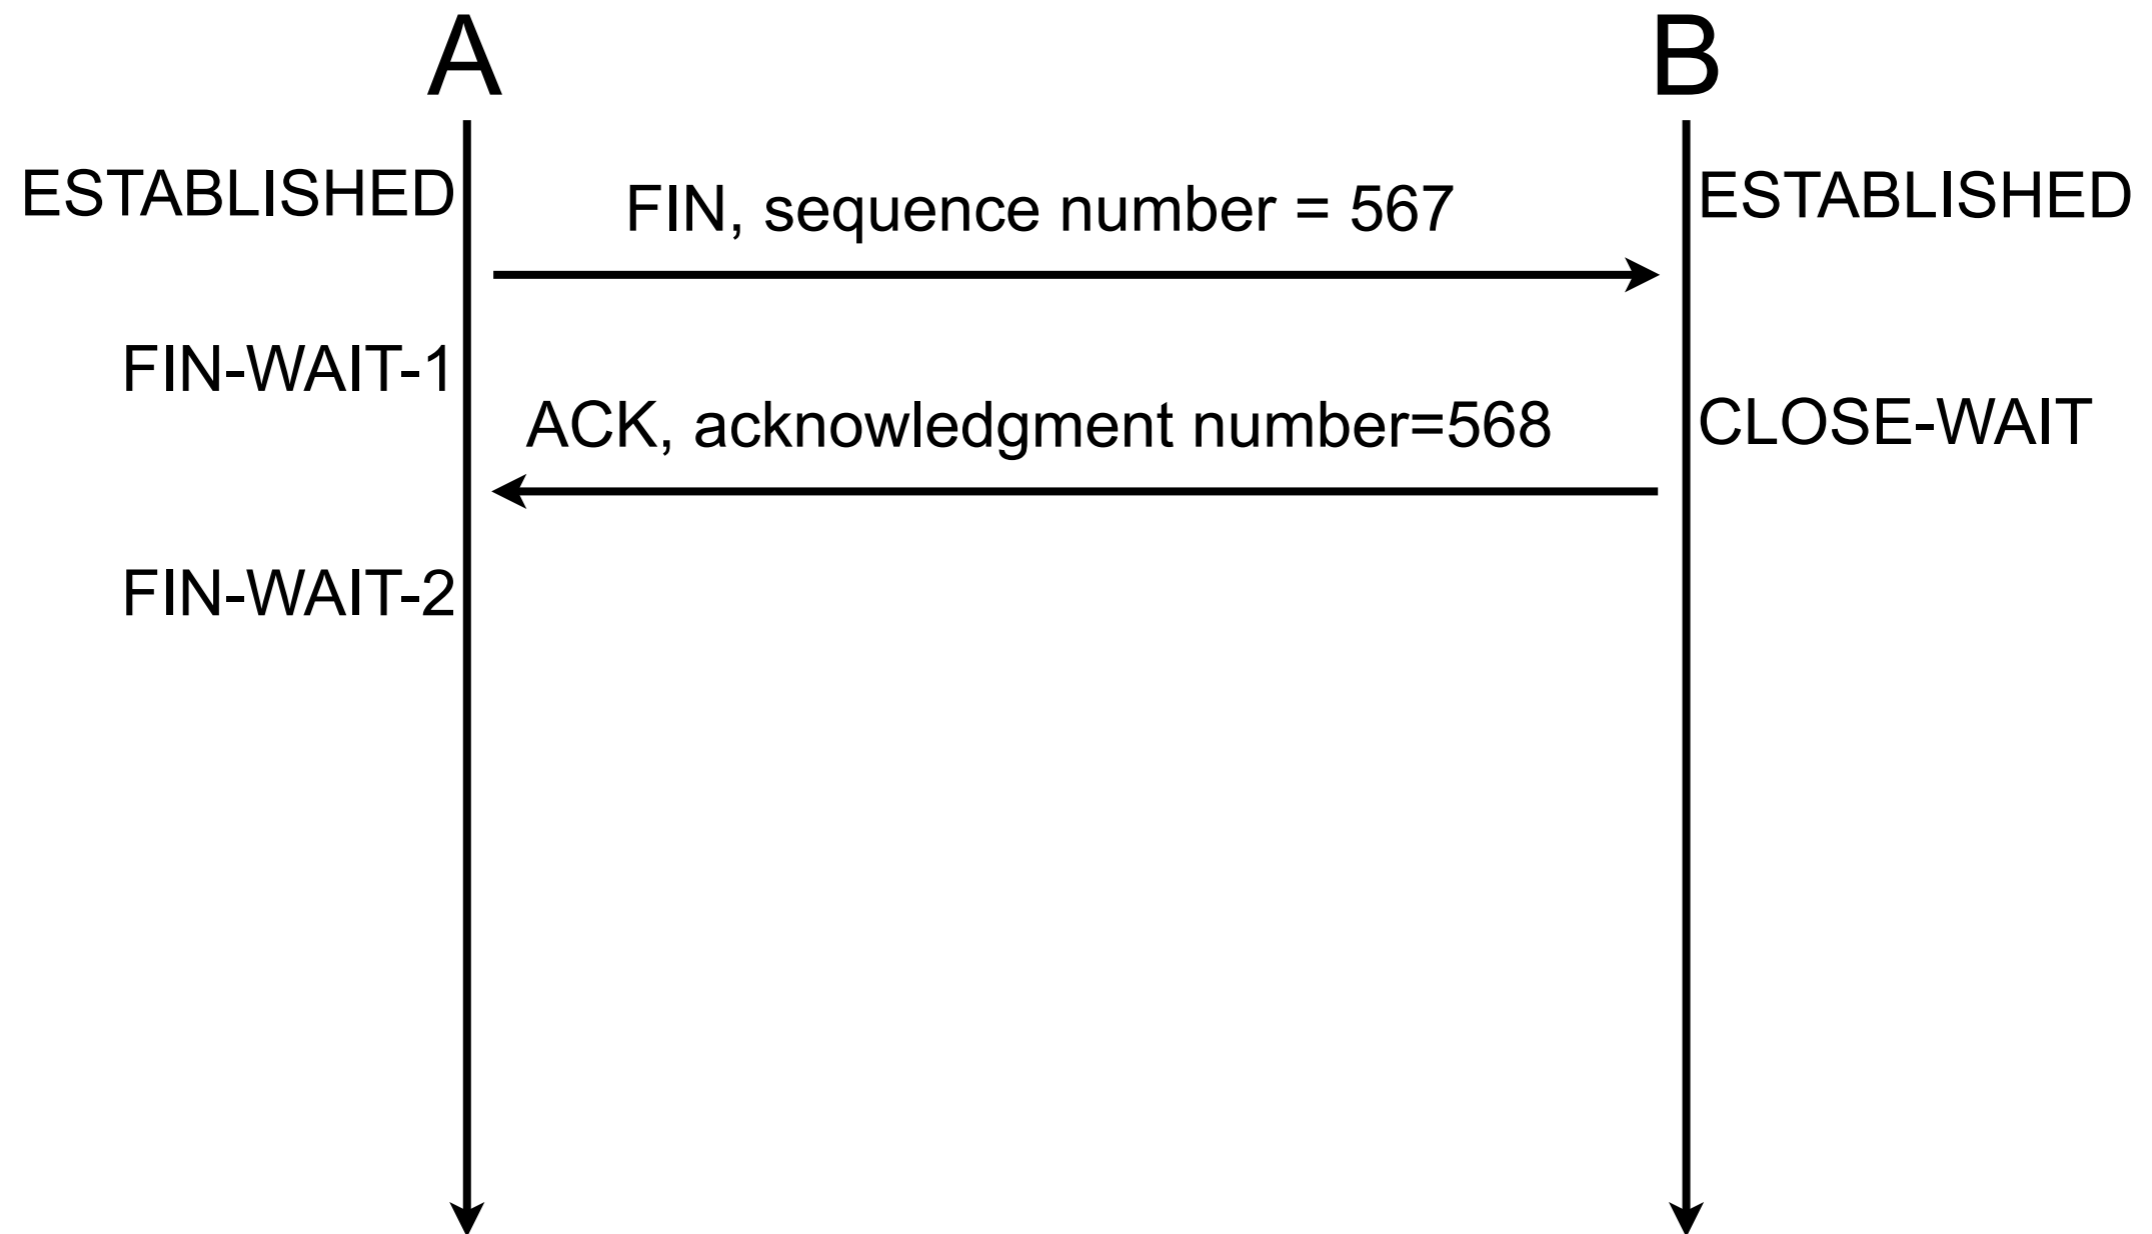 A
B
ESTABLISHED
FIN, sequence number = 567
ESTABLISHED
FIN-WAIT-1
ACK, acknowledgment number=568
CLOSE-WAIT
FIN-WAIT-2